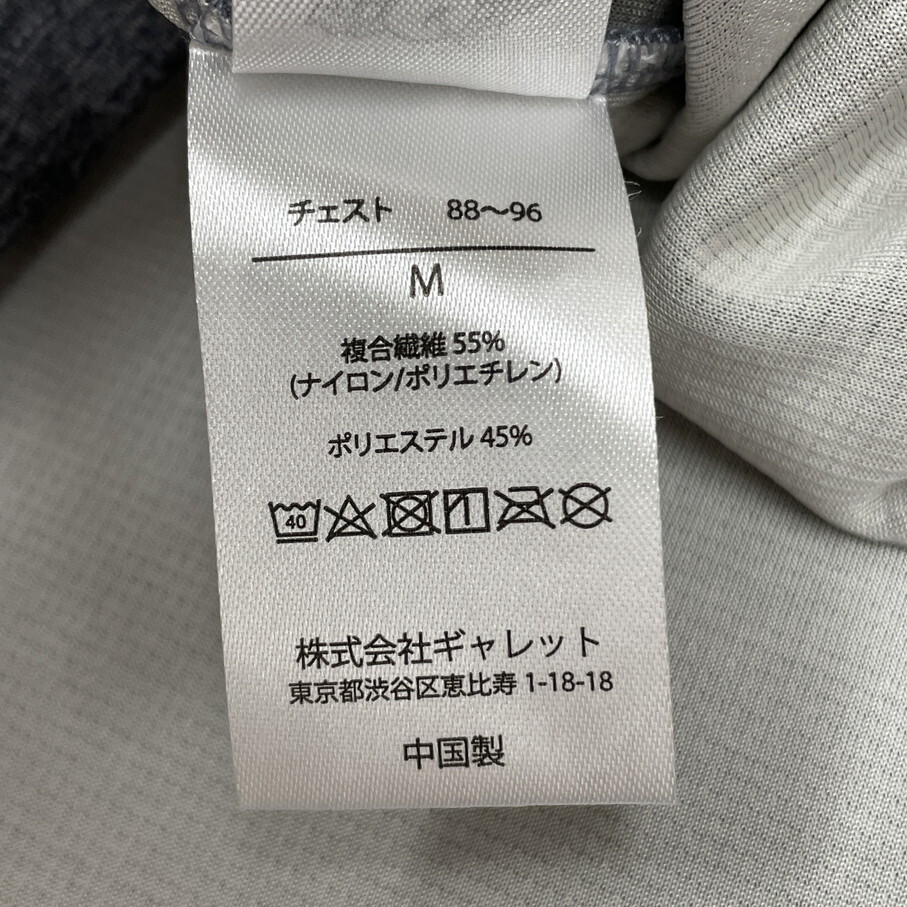 チェスト 88～96
M
複合繊維 55%
(ナイロン/ポリエチレン)
ポリエステル 45%
40
株式会社ギャレット
東京都渋谷区恵比寿 1-18-18
中国製